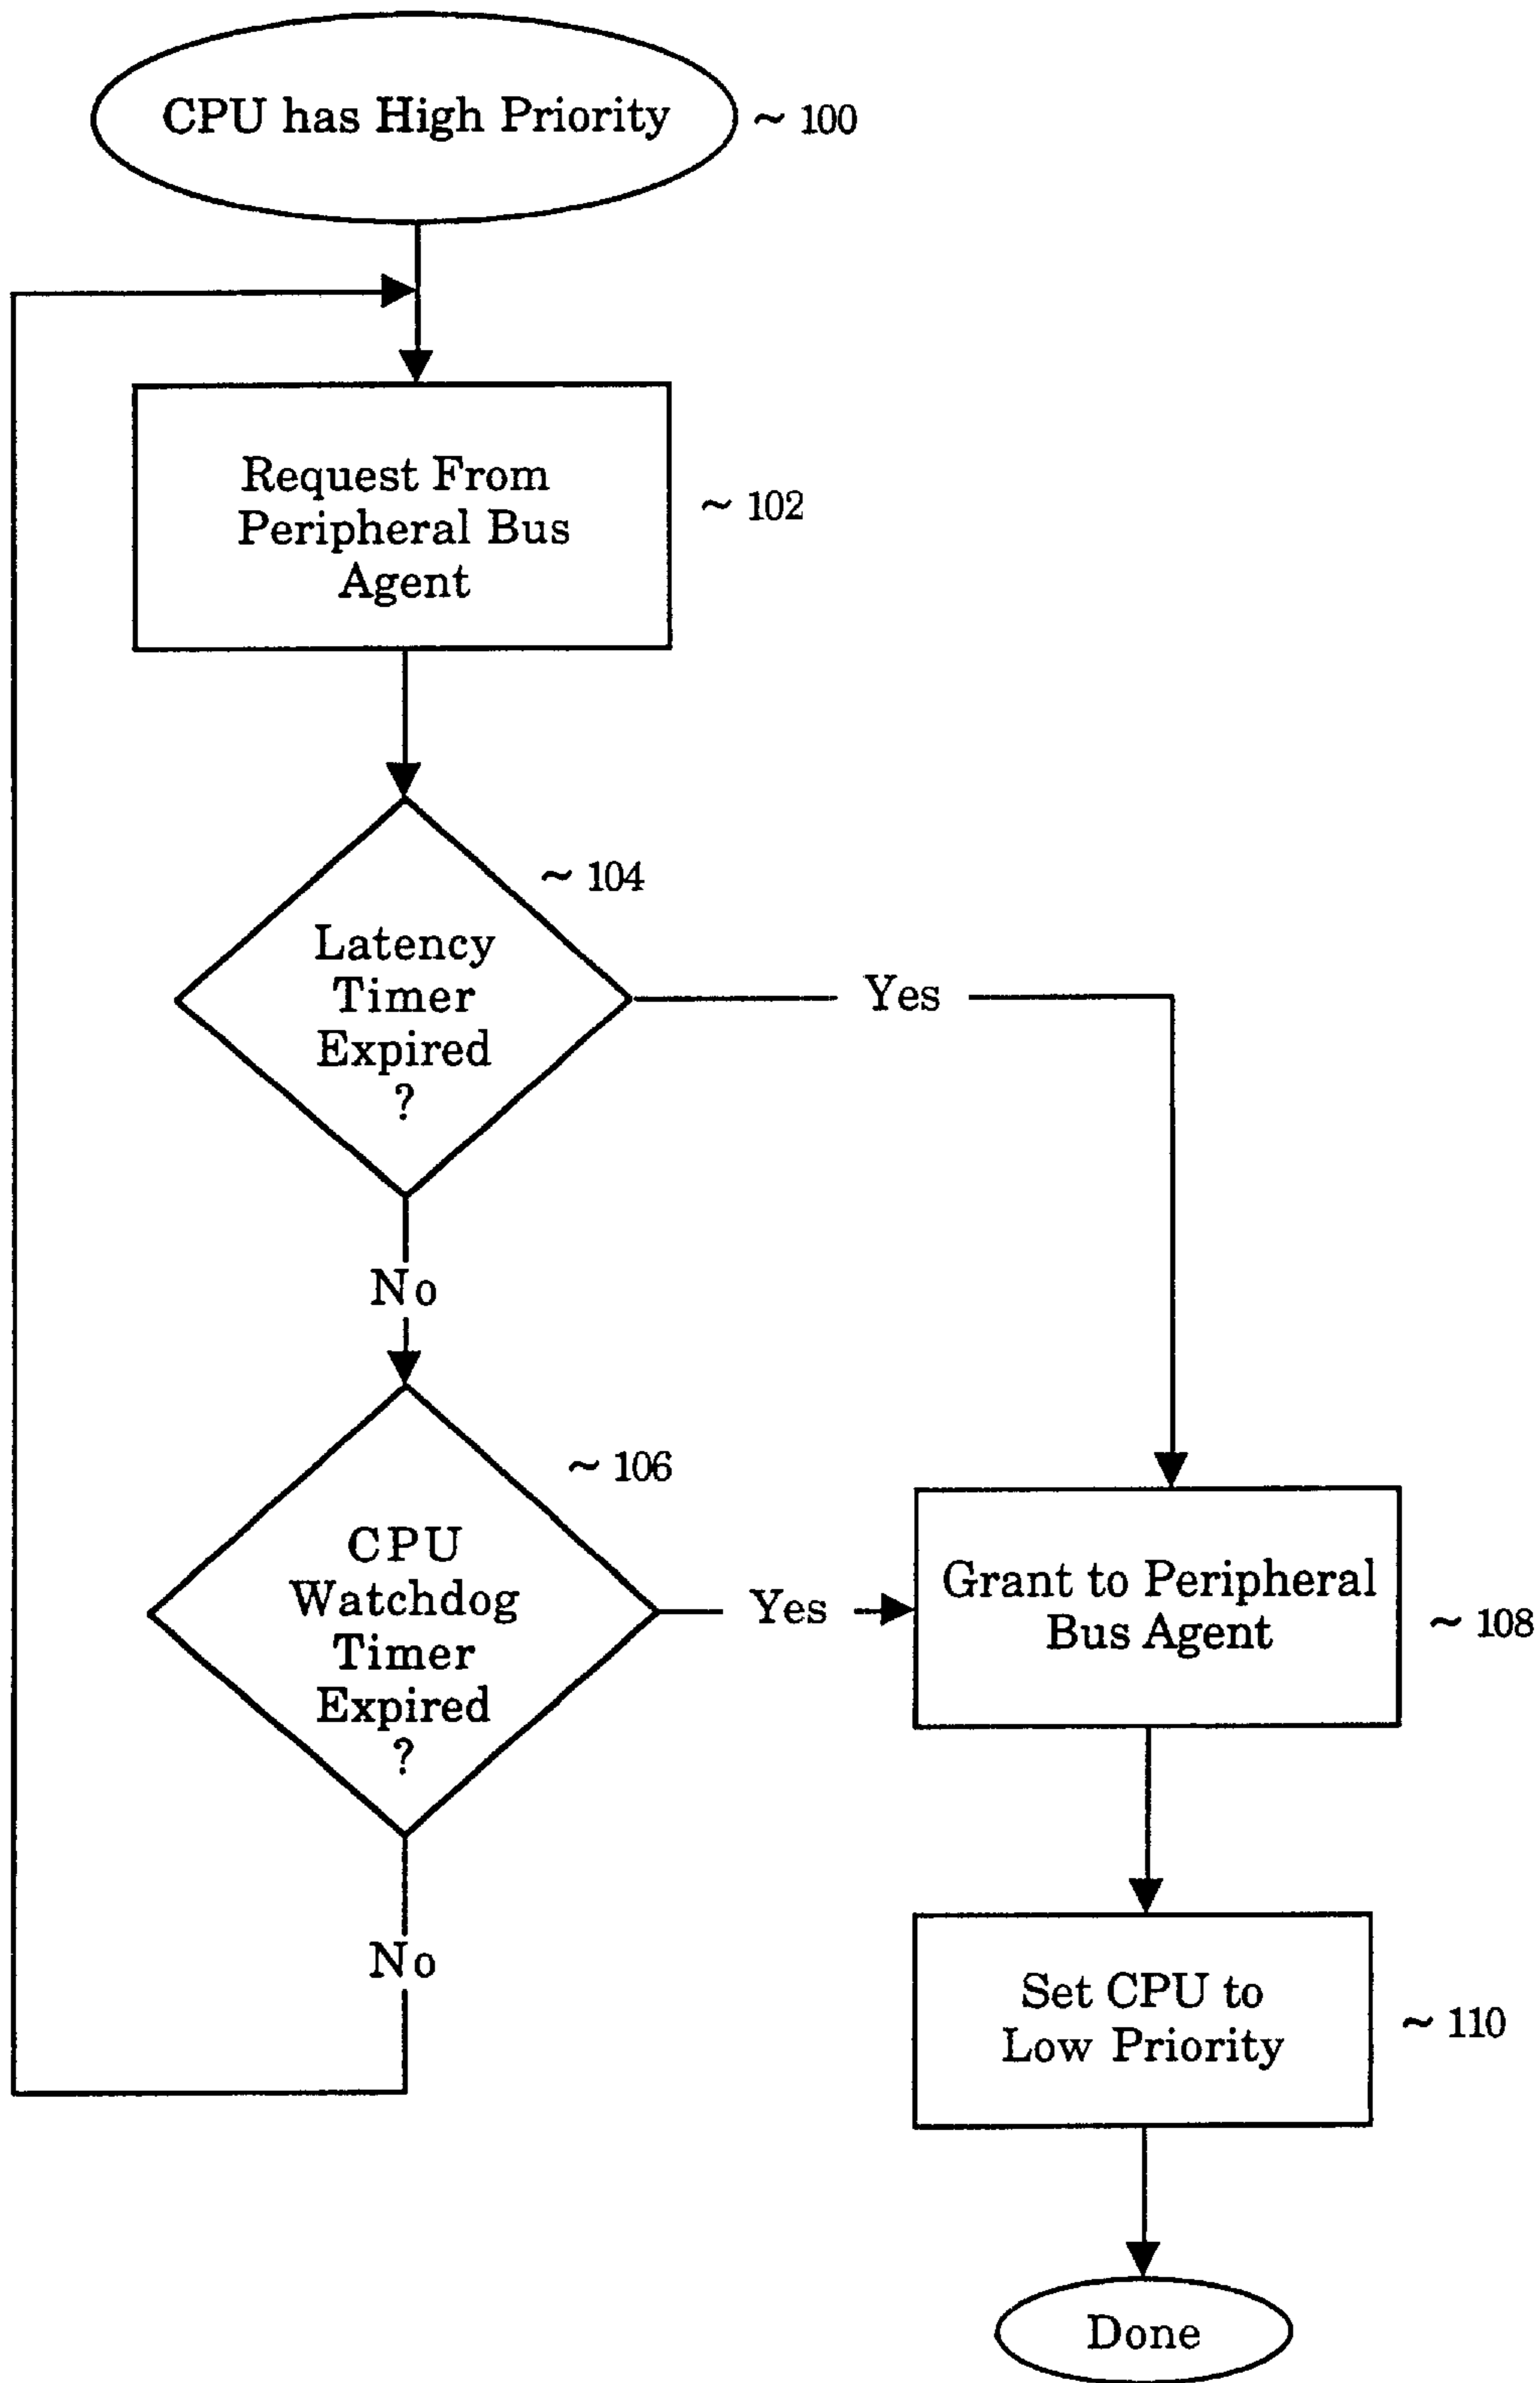 CPU has High Priority
~ 100
Request From
Peripheral Bus
Agent
~ 102
~ 104
Latency
Timer
Expired
?
Yes
No
~ 106
CPU
Watchdog
Timer
Expired
?
Yes
Grant to Peripheral
Bus Agent
~ 108
No
Set CPU to
Low Priority
~ 110
Done